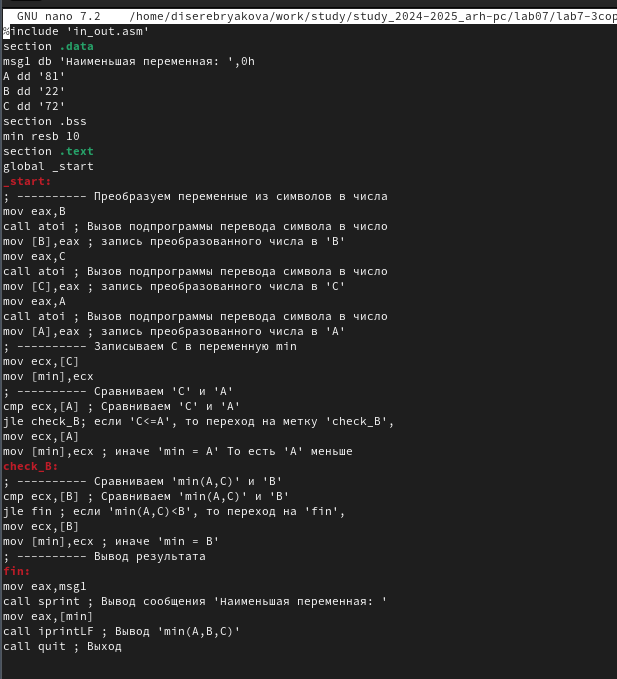 GNU nano 7.2 /home/diserebryakova/work/study/study_2024-2025_arh-pc/lab07/lab7-3cop
%include 'in_out.asm'
section .data
msg1 db 'Наименьшая переменная: ',0h
A dd '81'
B dd '22'
C dd '72'
section .bss
min resb 10
section .text
global _start
_start:
; ---------- Преобразуем переменные из символов в числа
mov eax,B
call atoi ; Вызов подпрограммы перевода символа в число
mov [B],eax ; запись преобразованного числа в 'B'
mov eax,C
call atoi ; Вызов подпрограммы перевода символа в число
mov [C],eax ; запись преобразованного числа в 'C'
mov eax,A
call atoi ; Вызов подпрограммы перевода символа в число
mov [A],eax ; запись преобразованного числа в 'A'
; ---------- Записываем C в переменную min
mov ecx,[C]
mov [min],ecx
; ---------- Сравниваем 'C' и 'A'
cmp ecx,[A] ; Сравниваем 'C' и 'A'
jle check_B; если 'C<=A', то переход на метку 'check_B',
mov ecx,[A]
mov [min],ecx ; иначе 'min = A' То есть 'A' меньше
check_B:
; ---------- Сравниваем 'min(A,C)' и 'B'
cmp ecx,[B] ; Сравниваем 'min(A,C)' и 'B'
jle fin ; если 'min(A,C)<B', то переход на 'fin',
mov ecx,[B]
mov [min],ecx ; иначе 'min = B'
; ---------- Вывод результата
fin:
mov eax,msg1
call sprint ; Вывод сообщения 'Наименьшая переменная: '
mov eax,[min]
call iprintLF ; Вывод 'min(A,B,C)'
call quit ; Выход